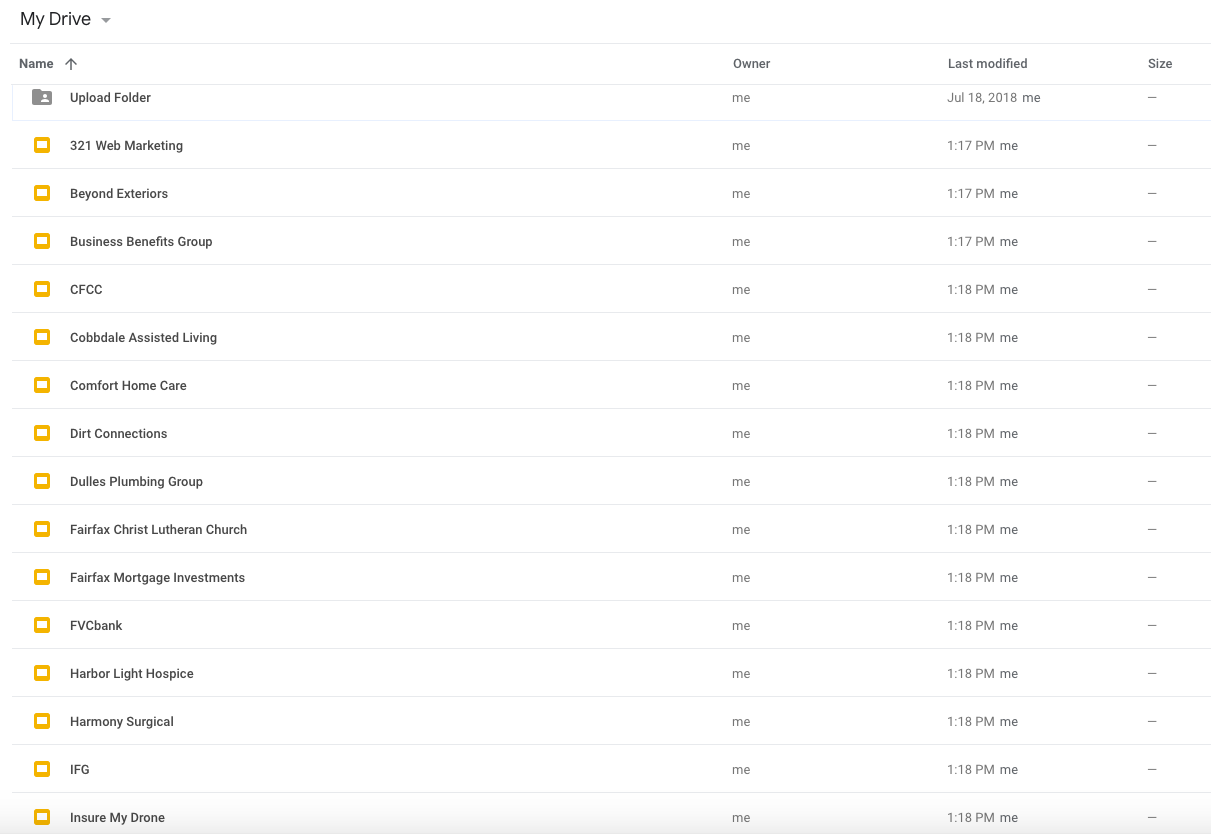 My Drive
Name Owner Last modified Size
Upload Folder me Jul 18, 2018 me –
321 Web Marketing me 1:17 PM me –
Beyond Exteriors me 1:17 PM me –
Business Benefits Group me 1:17 PM me –
CFCC me 1:18 PM me –
Cobbdale Assisted Living me 1:18 PM me –
Comfort Home Care me 1:18 PM me –
Dirt Connections me 1:18 PM me –
Dulles Plumbing Group me 1:18 PM me –
Fairfax Christ Lutheran Church me 1:18 PM me –
Fairfax Mortgage Investments me 1:18 PM me –
FVCbank me 1:18 PM me –
Harbor Light Hospice me 1:18 PM me –
Harmony Surgical me 1:18 PM me –
IFG me 1:18 PM me –
Insure My Drone me 1:18 PM me –